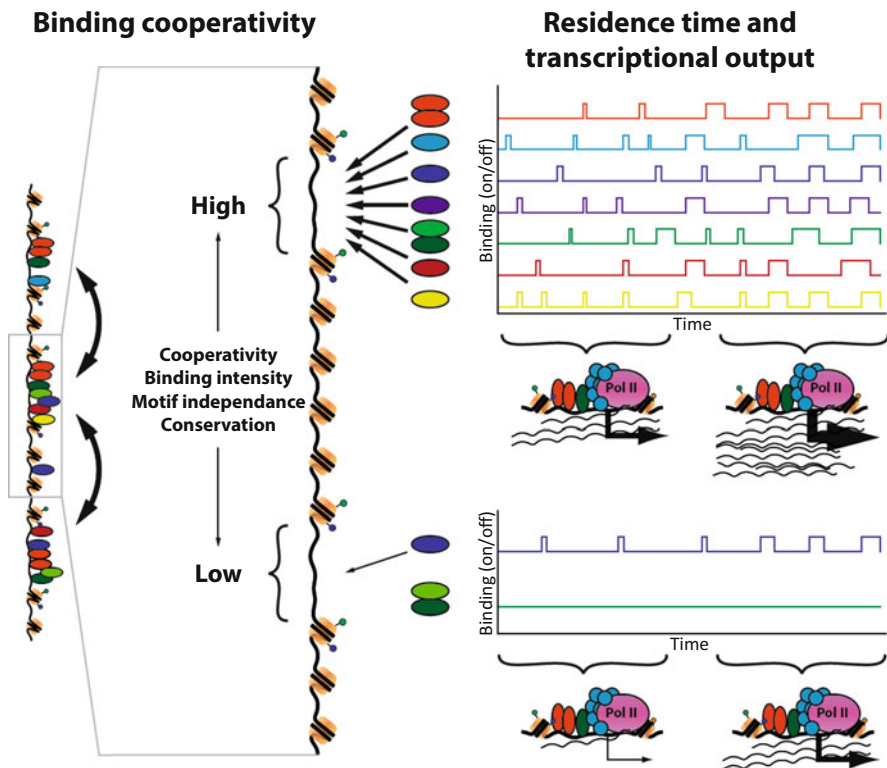 Binding cooperativity
Residence time and
transcriptional output
High
Cooperativity
Binding intensity
Motif independance
Conservation
Low
Binding (on/off)
Time
Pol II
Pol II
Binding (on/off)
Time
Pol II
Pol II